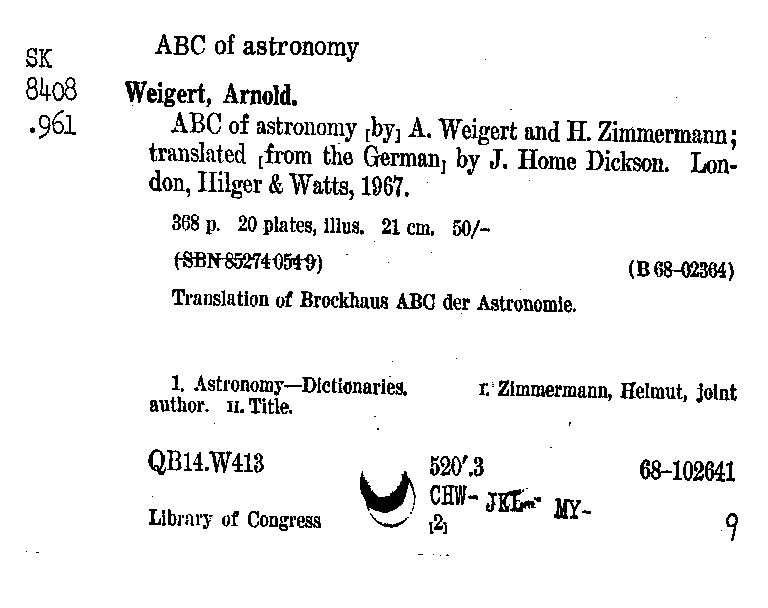 ABC of astronomy
SK
8408
.961
Weigert, Arnold.
ABC of astronomy [by] A. Weigert and H. Zimmermann;
translated [from the German] by J. Home Dickson. Lon-
don, Hilger & Watts, 1967.
368 p. 20 plates, illus. 21 cm. 50/-
(SBN 85274 054 9)
(B 68-02364)
Translation of Brockhaus ABC der Astronomie.
1. Astronomy—Dictionaries. I. Zimmermann, Helmut, joint
author. II. Title.
QB14.W413 520′.3 68-102641
CHW- JKL- MY-
Library of Congress [2] 9